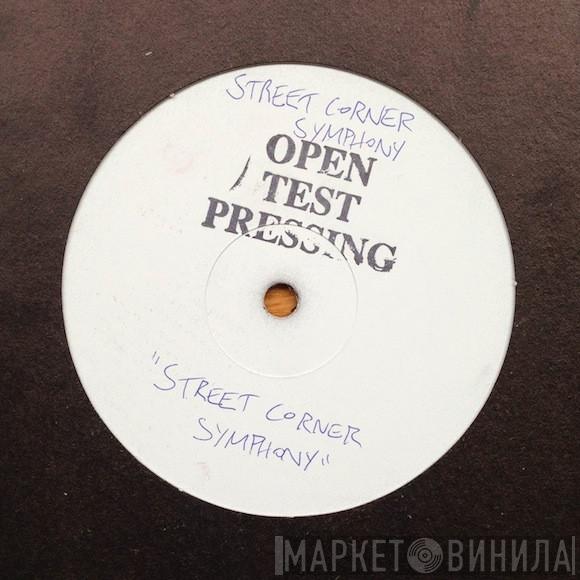 STREET CORNER
SYMPHONY
OPEN
TEST
PRESSING
"STREET CORNER
SYMPHONY"
МАРКЕТ ВИНИЛА